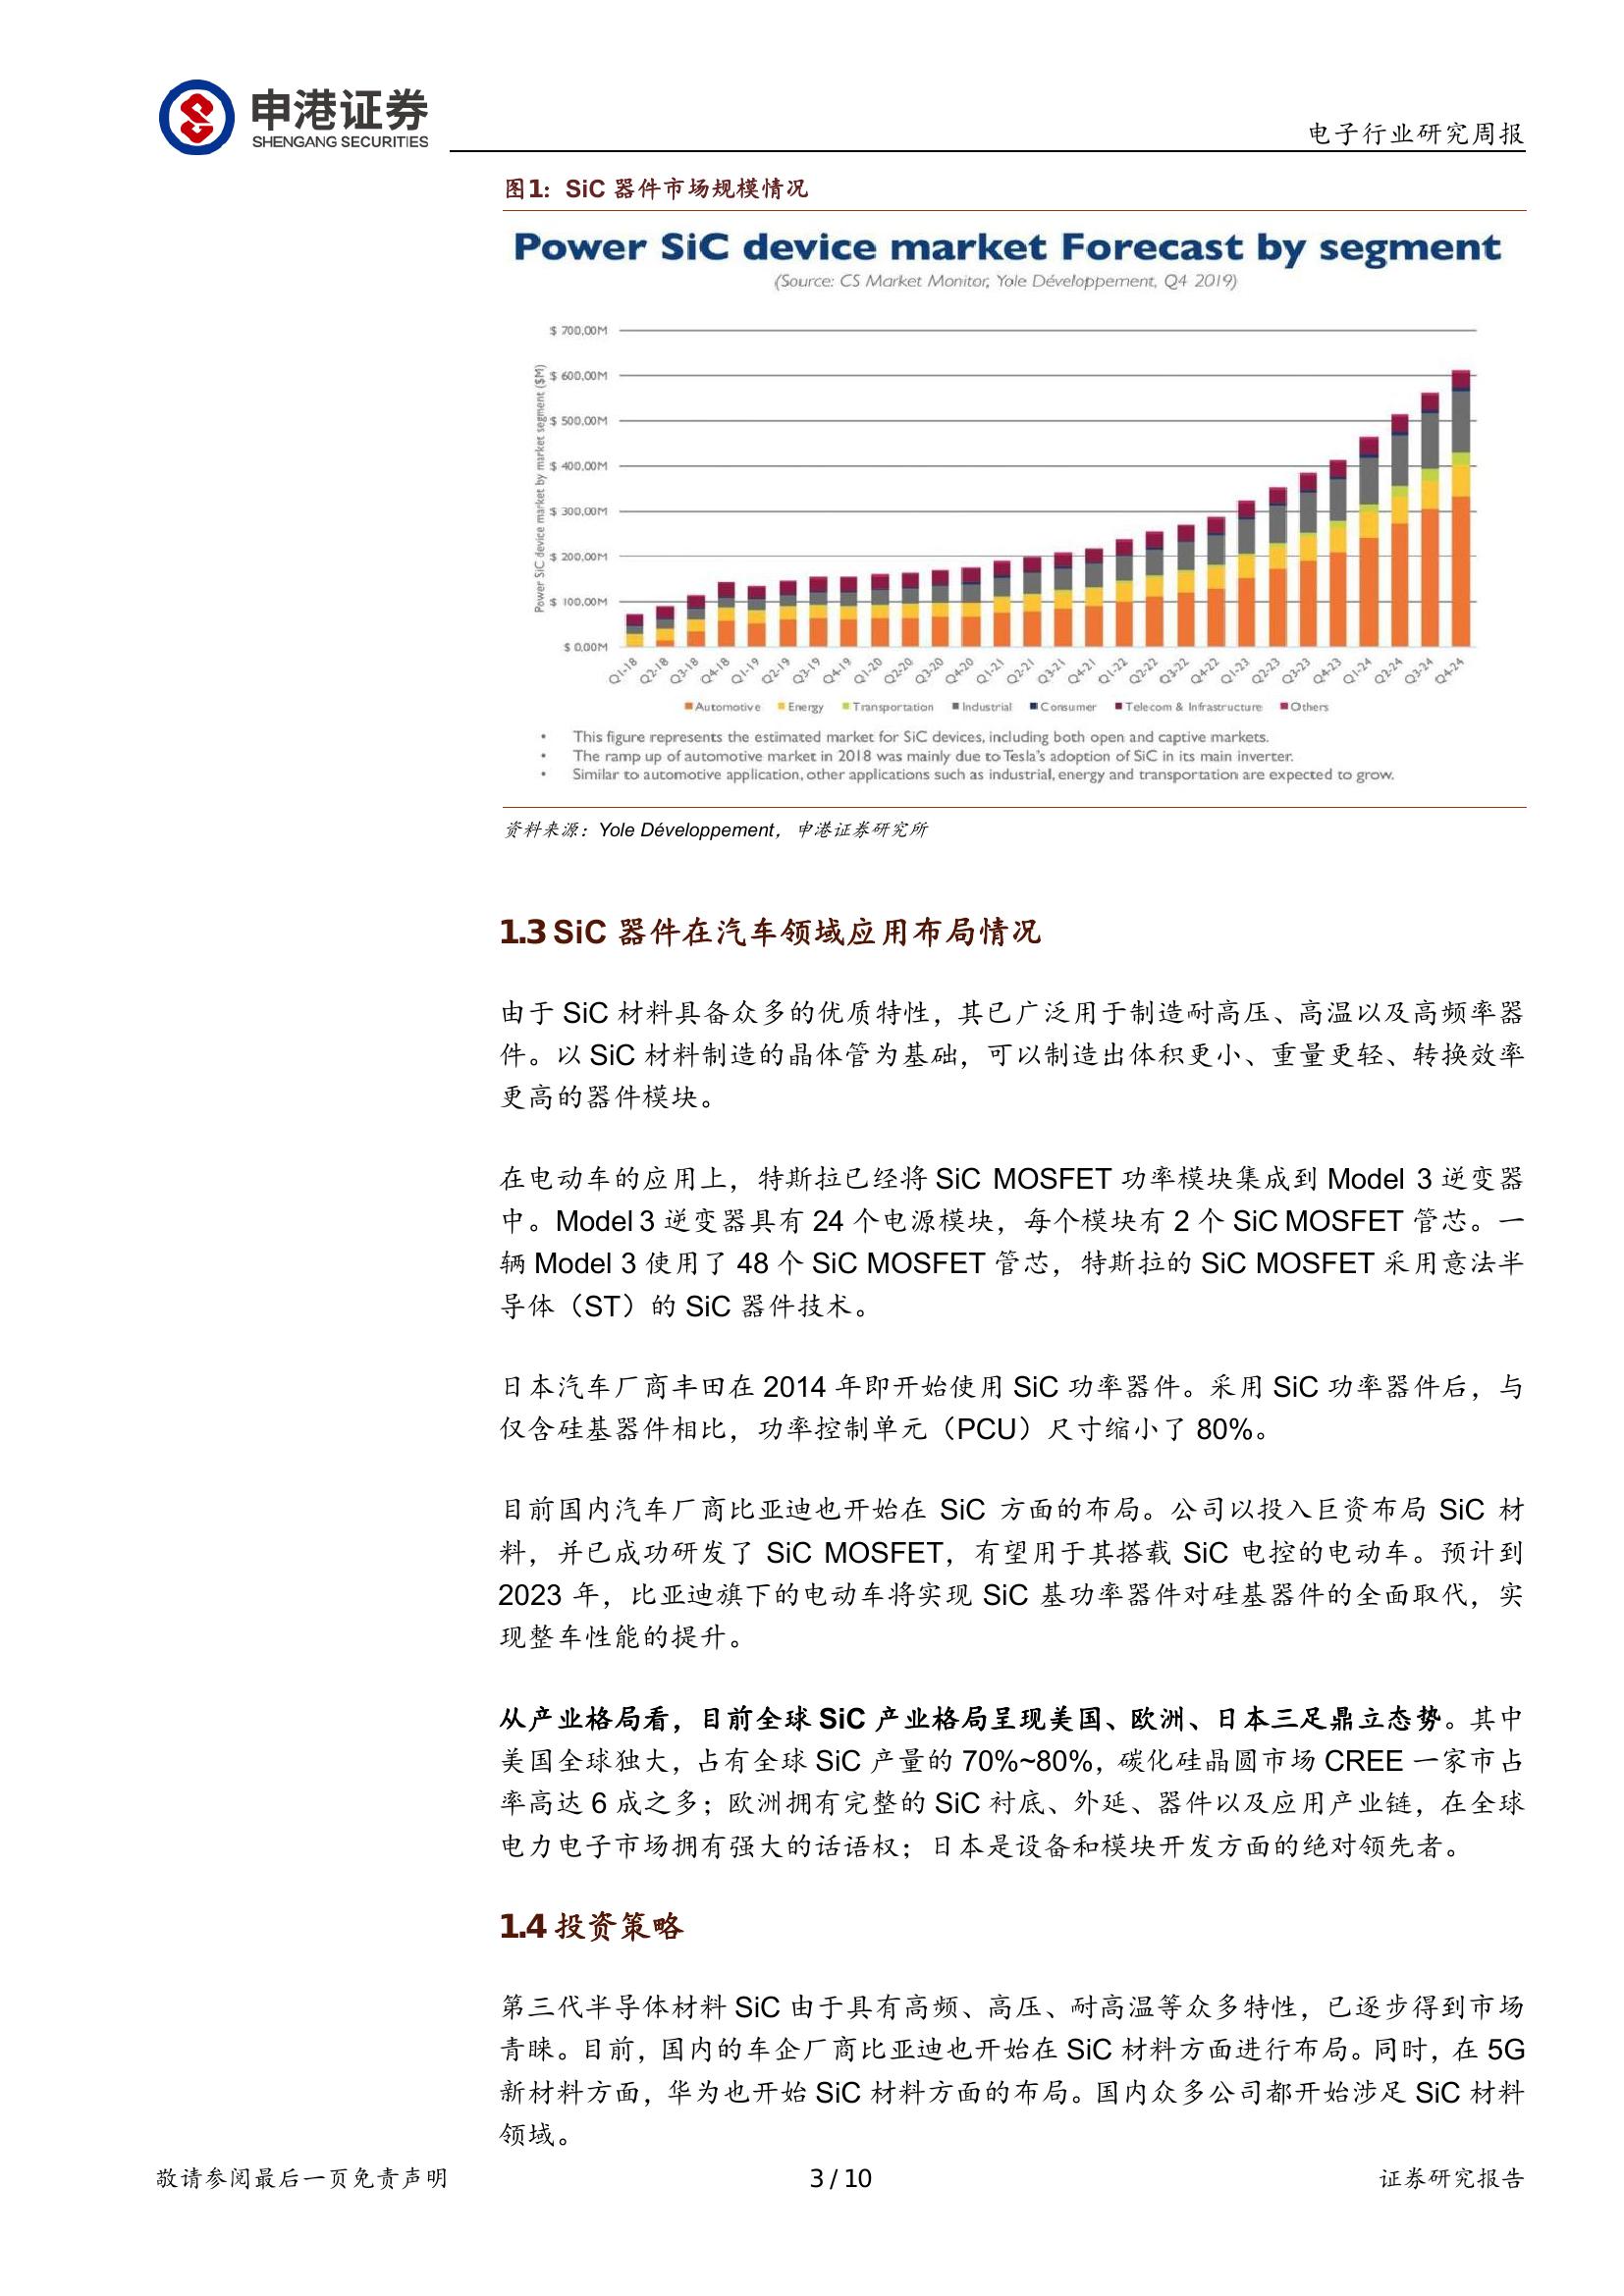 申港证券
SHENGANG SECURITIES
电子行业研究周报
图1：SiC 器件市场规模情况
Power SiC device market Forecast by segment
(Source: CS Market Monitor, Yole Développement, Q4 2019)
Power SiC device market by market segment ($M)
$ 700,00M
$ 600,00M
$ 500,00M
$ 400,00M
$ 300,00M
$ 200,00M
$ 100,00M
$ 0,00M
Q1-18 Q2-18 Q3-18 Q4-18 Q1-19 Q2-19 Q3-19 Q4-19 Q1-20 Q2-20 Q3-20 Q4-20 Q1-21 Q2-21 Q3-21 Q4-21 Q1-22 Q2-22 Q3-22 Q4-22 Q1-23 Q2-23 Q3-23 Q4-23 Q1-24 Q2-24 Q3-24 Q4-24
Automotive Energy Transportation Industrial Consumer Telecom & Infrastructure Others
• This figure represents the estimated market for SiC devices, including both open and captive markets.
• The ramp up of automotive market in 2018 was mainly due to Tesla's adoption of SiC in its main inverter.
• Similar to automotive application, other applications such as industrial, energy and transportation are expected to grow.
资料来源：Yole Développement，申港证券研究所
1.3 SiC 器件在汽车领域应用布局情况
由于 SiC 材料具备众多的优质特性，其已广泛用于制造耐高压、高温以及高频率器
件。以 SiC 材料制造的晶体管为基础，可以制造出体积更小、重量更轻、转换效率
更高的器件模块。
在电动车的应用上，特斯拉已经将 SiC MOSFET 功率模块集成到 Model 3 逆变器
中。Model 3 逆变器具有 24 个电源模块，每个模块有 2 个 SiC MOSFET 管芯。一
辆 Model 3 使用了 48 个 SiC MOSFET 管芯，特斯拉的 SiC MOSFET 采用意法半
导体（ST）的 SiC 器件技术。
日本汽车厂商丰田在 2014 年即开始使用 SiC 功率器件。采用 SiC 功率器件后，与
仅含硅基器件相比，功率控制单元（PCU）尺寸缩小了 80%。
目前国内汽车厂商比亚迪也开始在 SiC 方面的布局。公司以投入巨资布局 SiC 材
料，并已成功研发了 SiC MOSFET，有望用于其搭载 SiC 电控的电动车。预计到
2023 年，比亚迪旗下的电动车将实现 SiC 基功率器件对硅基器件的全面取代，实
现整车性能的提升。
从产业格局看，目前全球 SiC 产业格局呈现美国、欧洲、日本三足鼎立态势。其中
美国全球独大，占有全球 SiC 产量的 70%~80%，碳化硅晶圆市场 CREE 一家市占
率高达 6 成之多；欧洲拥有完整的 SiC 衬底、外延、器件以及应用产业链，在全球
电力电子市场拥有强大的话语权；日本是设备和模块开发方面的绝对领先者。
1.4 投资策略
第三代半导体材料 SiC 由于具有高频、高压、耐高温等众多特性，已逐步得到市场
青睐。目前，国内的车企厂商比亚迪也开始在 SiC 材料方面进行布局。同时，在 5G
新材料方面，华为也开始 SiC 材料方面的布局。国内众多公司都开始涉足 SiC 材料
领域。
敬请参阅最后一页免责声明
3 / 10
证券研究报告